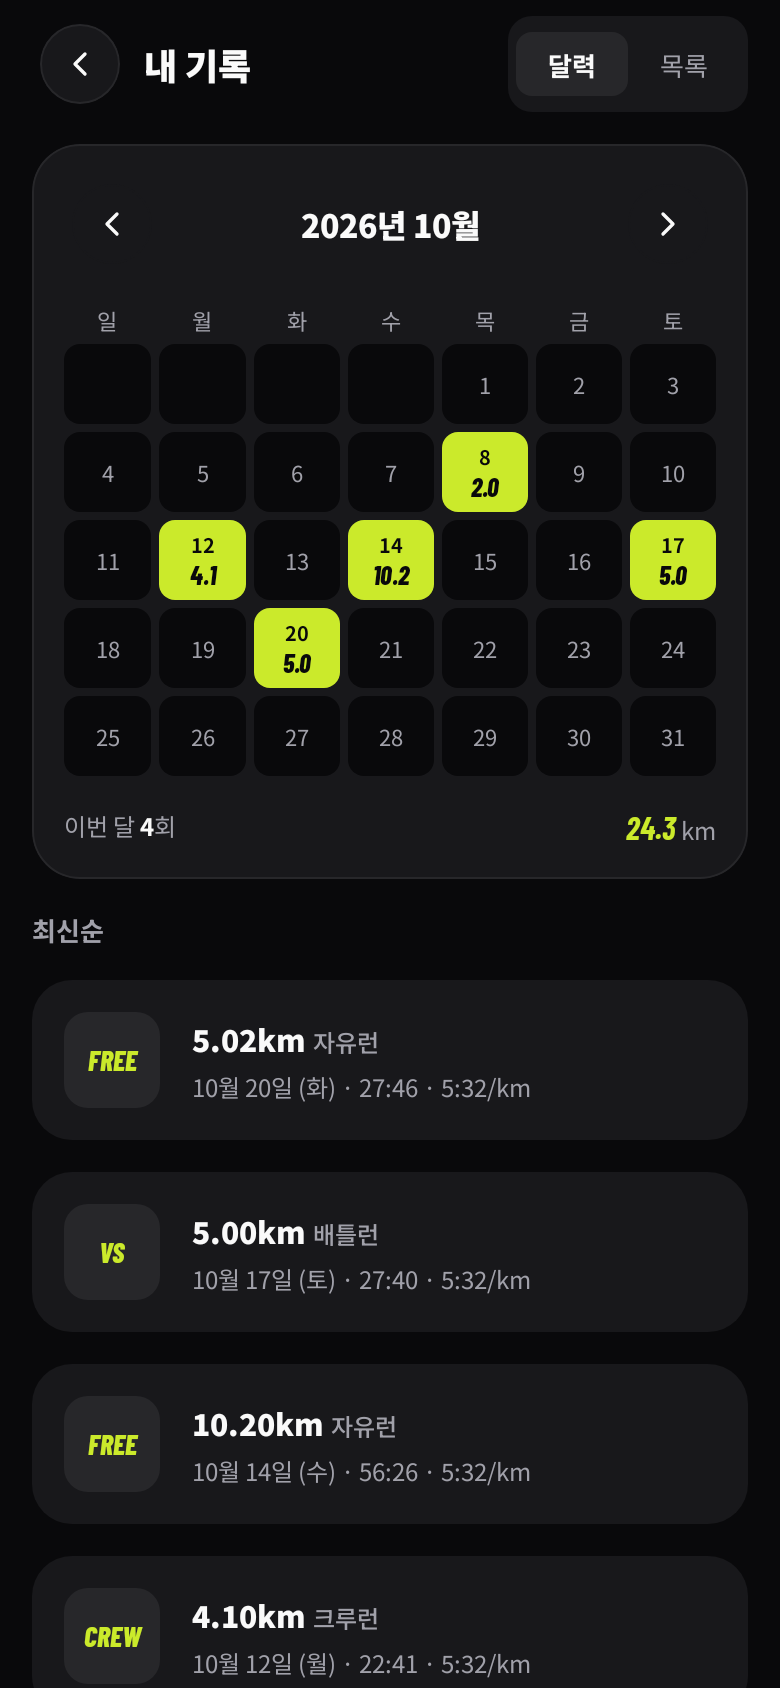 내 기록
달력 목록
2026년 10월
일 월 화 수 목 금 토
1 2 3
4 5 6 7 8 9 10
2.0
11 12 13 14 15 16 17
4.1 10.2 5.0
18 19 20 21 22 23 24
5.0
25 26 27 28 29 30 31
이번 달 4회 24.3 km
최신순
FREE
5.02km 자유런
10월 20일 (화) · 27:46 · 5:32/km
VS
5.00km 배틀런
10월 17일 (토) · 27:40 · 5:32/km
FREE
10.20km 자유런
10월 14일 (수) · 56:26 · 5:32/km
CREW
4.10km 크루런
10월 12일 (월) · 22:41 · 5:32/km